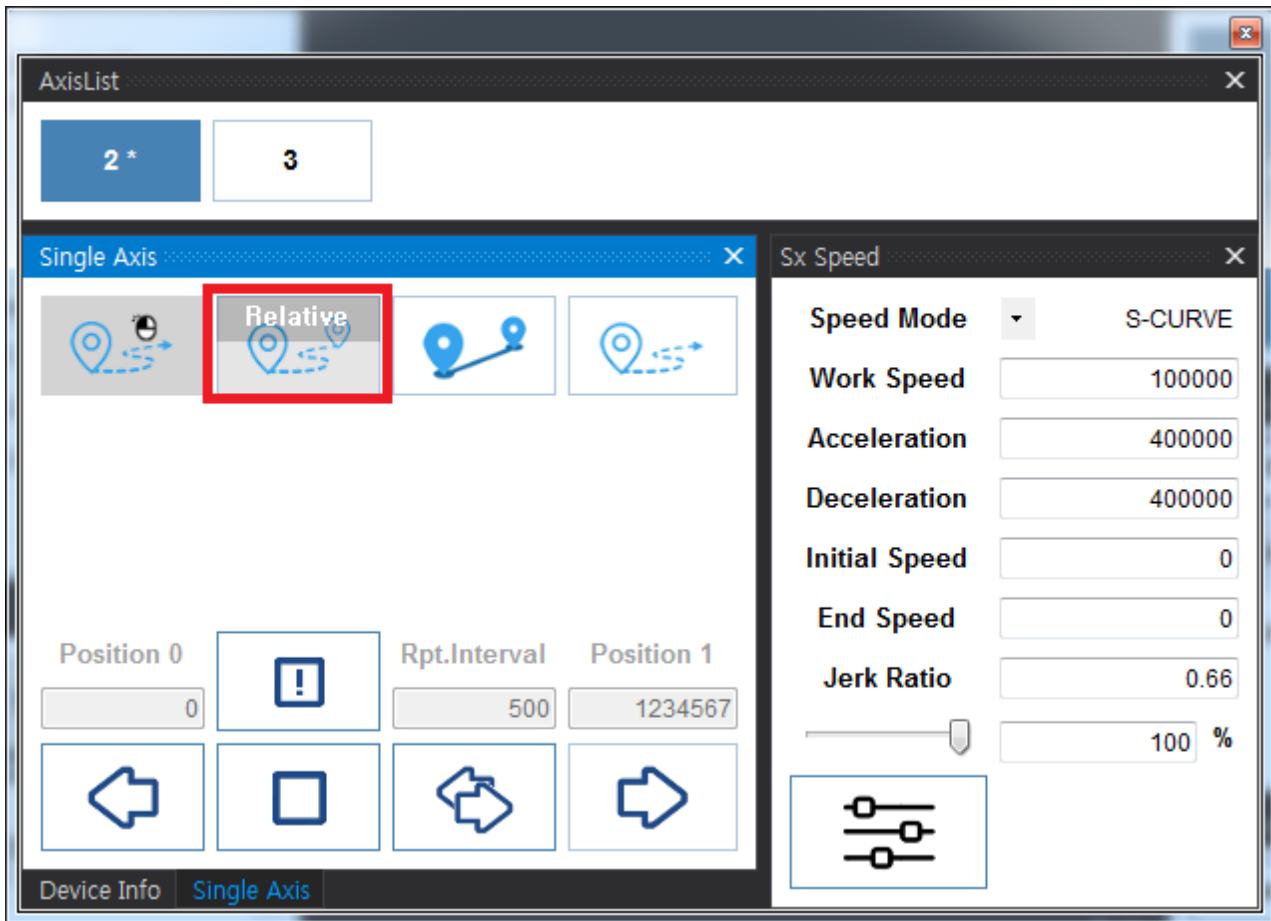 AxisList
2 *
3
Single Axis
Relative
Position 0
0
Rpt.Interval
500
Position 1
1234567
Device Info
Single Axis
Sx Speed
Speed Mode
S-CURVE
Work Speed
100000
Acceleration
400000
Deceleration
400000
Initial Speed
0
End Speed
0
Jerk Ratio
0.66
100 %